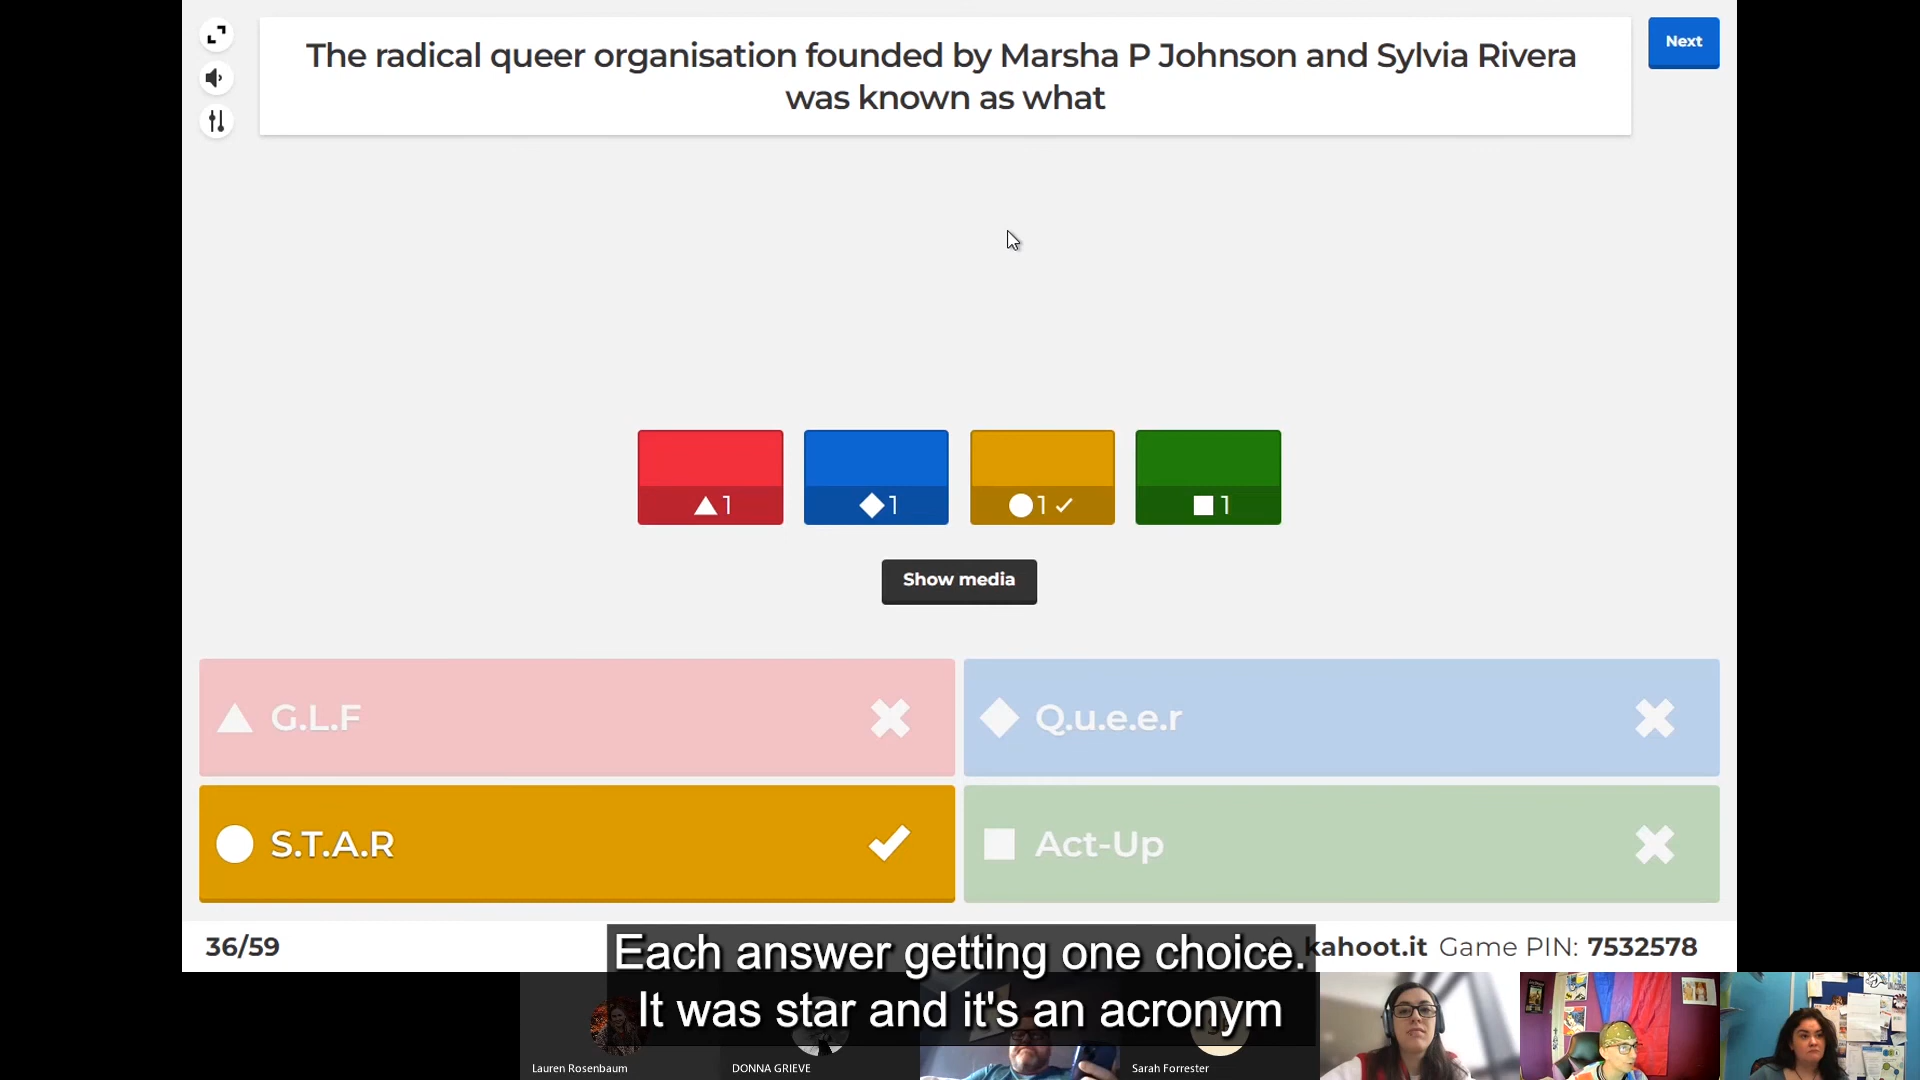 The radical queer organisation founded by Marsha P Johnson and Sylvia Rivera
was known as what
Next
1
1
1
1
Show media
G.L.F
Q.u.e.e.r
S.T.A.R
Act-Up
36/59
kahoot.it Game PIN: 7532578
Each answer getting one choice.
It was star and it's an acronym
Lauren Rosenbaum
DONNA GRIEVE
Sarah Forrester